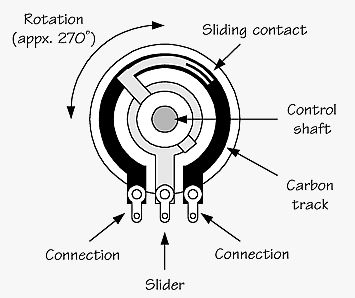 Rotation
(appx. 270°)
Sliding contact
Control
shaft
Carbon
track
Connection
Connection
Slider